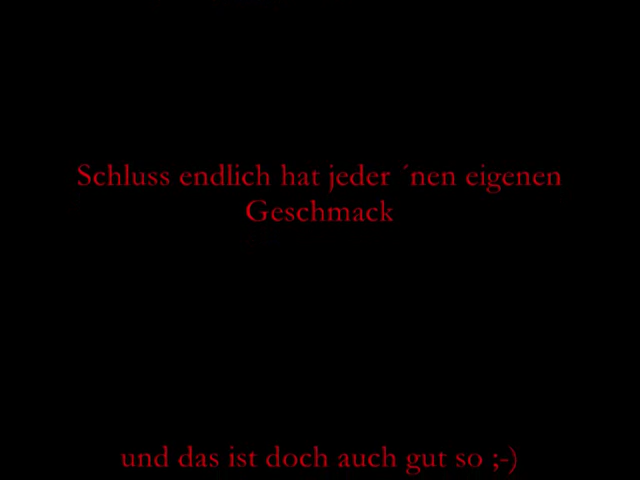 Schluss endlich hat jeder ´nen eigenen
Geschmack
und das ist doch auch gut so ;-)